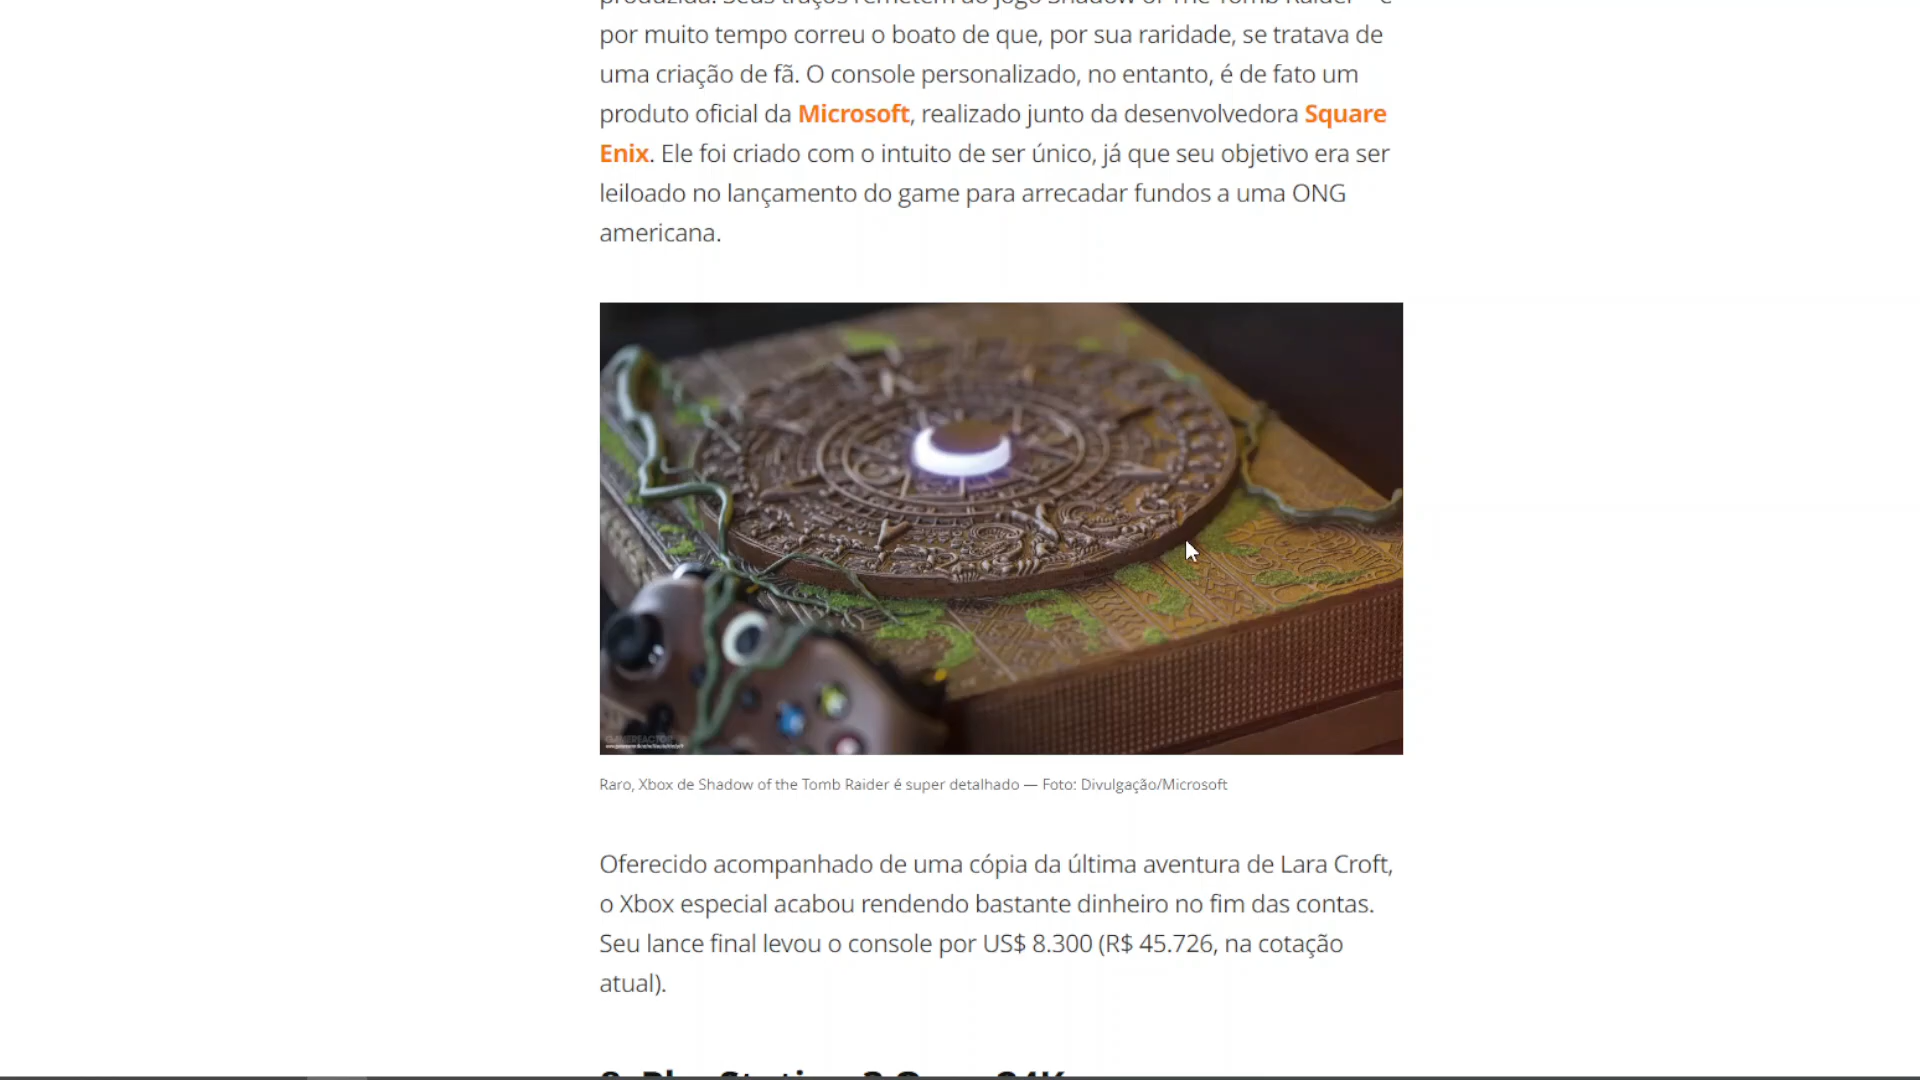 por muito tempo correu o boato de que, por sua raridade, se tratava de
uma criação de fã. O console personalizado, no entanto, é de fato um
produto oficial da Microsoft, realizado junto da desenvolvedora Square
Enix. Ele foi criado com o intuito de ser único, já que seu objetivo era ser
leiloado no lançamento do game para arrecadar fundos a uma ONG
americana.
GAMEREACTOR
Raro, Xbox de Shadow of the Tomb Raider é super detalhado — Foto: Divulgação/Microsoft
Oferecido acompanhado de uma cópia da última aventura de Lara Croft,
o Xbox especial acabou rendendo bastante dinheiro no fim das contas.
Seu lance final levou o console por US$ 8.300 (R$ 45.726, na cotação
atual).